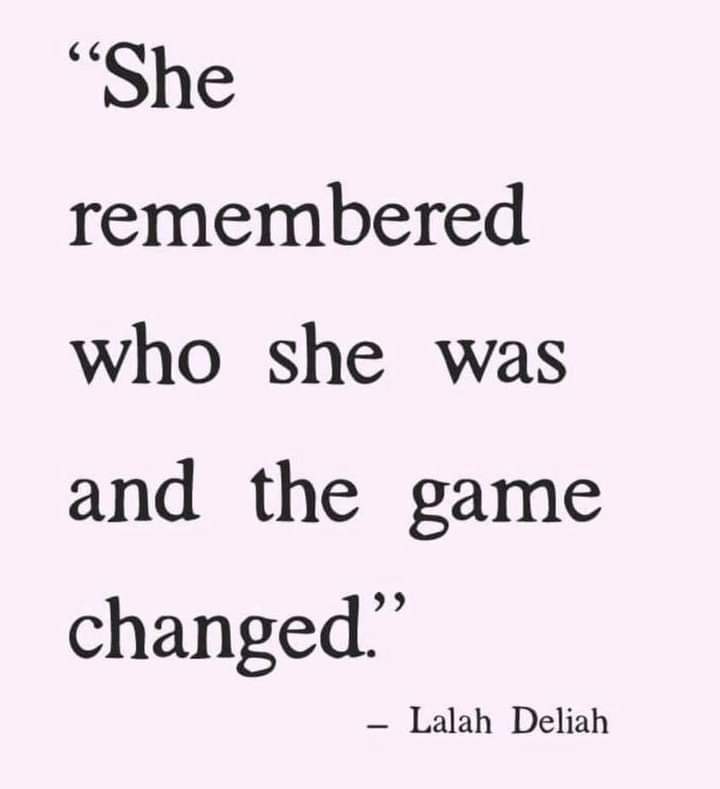 “She
remembered
who she was
and the game
changed.”
– Lalah Deliah